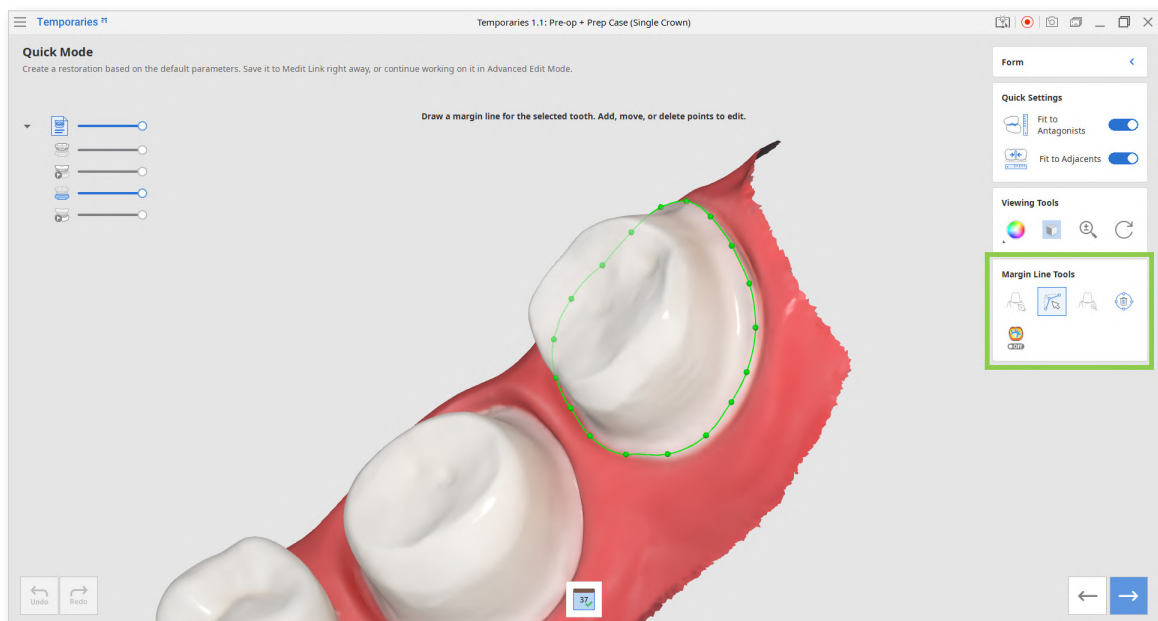 Temporaries
Temporaries 1.1: Pre-op + Prep Case (Single Crown)
Quick Mode
Create a restoration based on the default parameters. Save it to Medit Link right away, or continue working on it in Advanced Edit Mode.
Draw a margin line for the selected tooth. Add, move, or delete points to edit.
Form
Quick Settings
Fit to
Antagonists
Fit to Adjacents
Viewing Tools
Margin Line Tools
Off
Undo
Redo
37